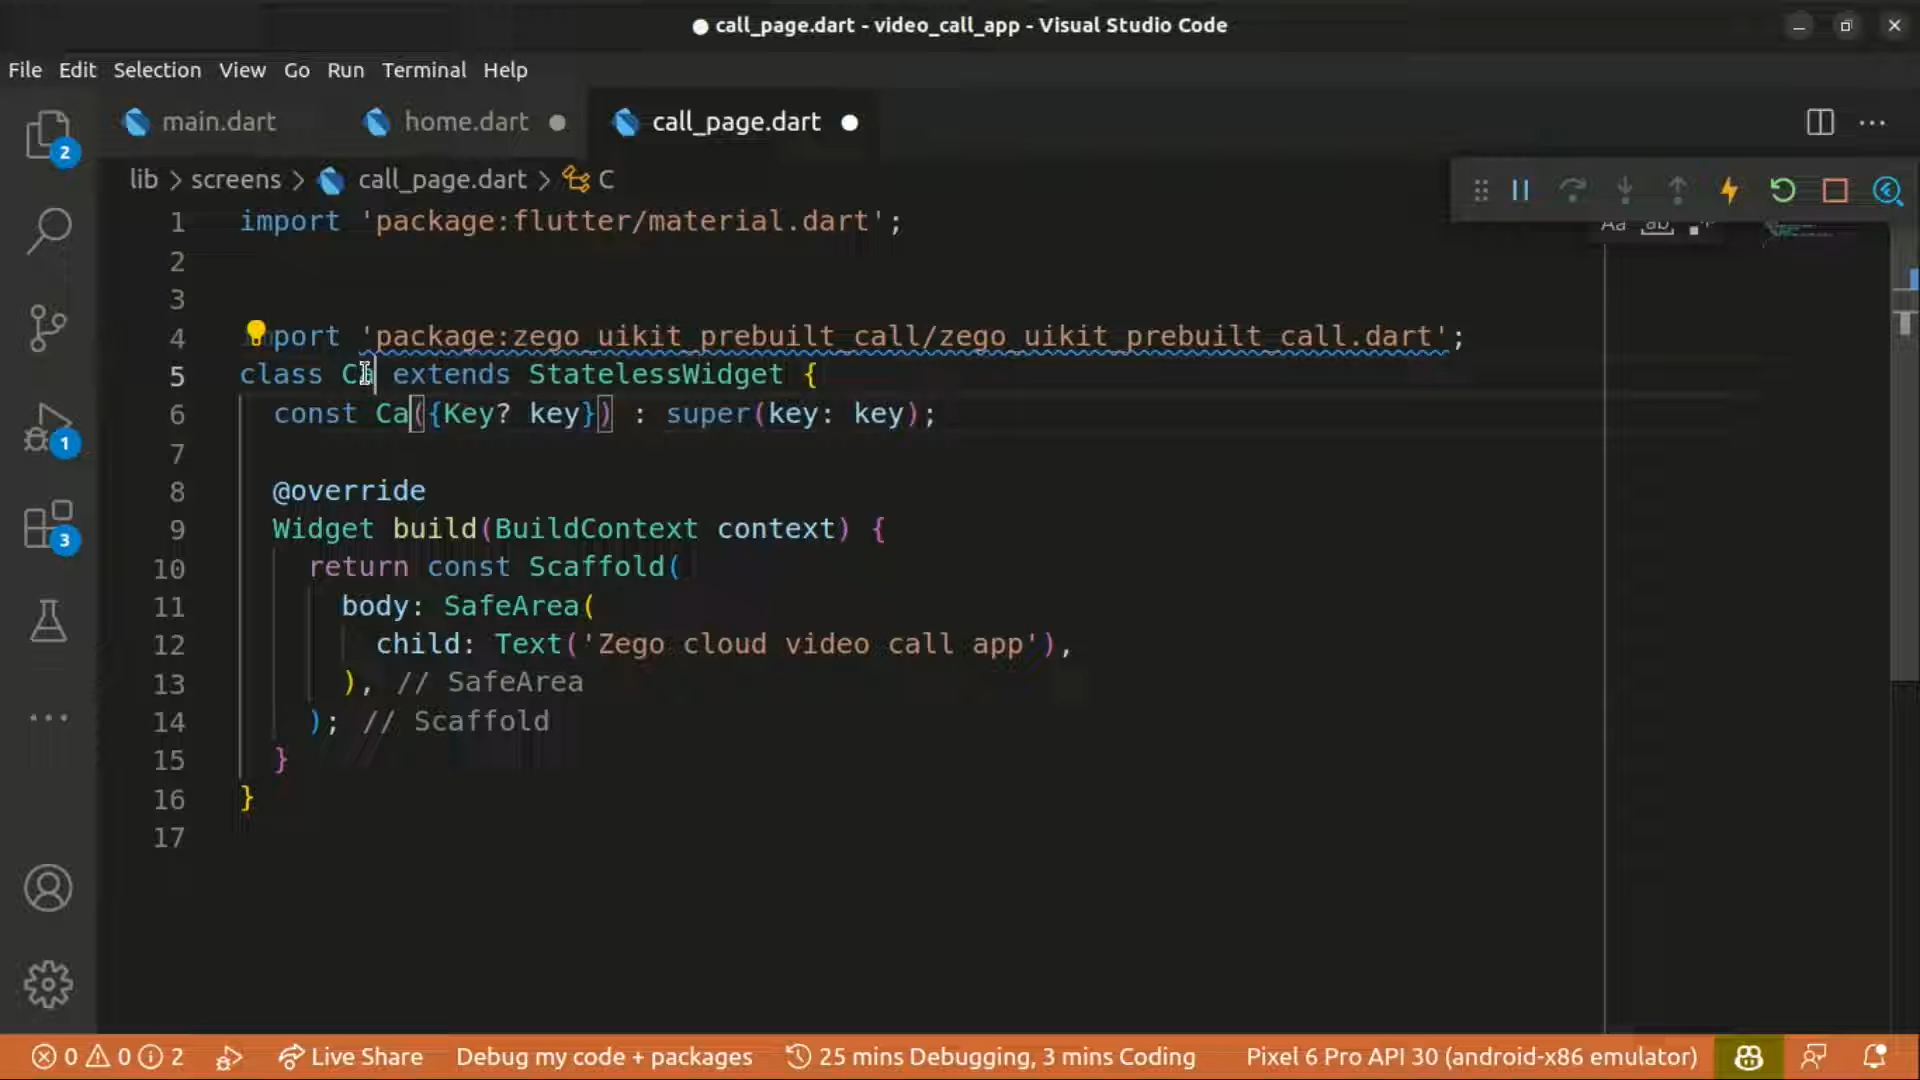 call_page.dart - video_call_app - Visual Studio Code
File Edit Selection View Go Run Terminal Help
main.dart home.dart call_page.dart
lib > screens > call_page.dart > C
Aa ab
1 import 'package:flutter/material.dart';
2
3
4 import 'package:zego_uikit_prebuilt_call/zego_uikit_prebuilt_call.dart';
5 class Ca extends StatelessWidget {
6 const Ca({Key? key}) : super(key: key);
7
8 @override
9 Widget build(BuildContext context) {
10 return const Scaffold(
11 body: SafeArea(
12 child: Text('Zego cloud video call app'),
13 ), // SafeArea
14 ); // Scaffold
15 }
16 }
17
2
1
3
0 0 2 Live Share Debug my code + packages 25 mins Debugging, 3 mins Coding Pixel 6 Pro API 30 (android-x86 emulator)